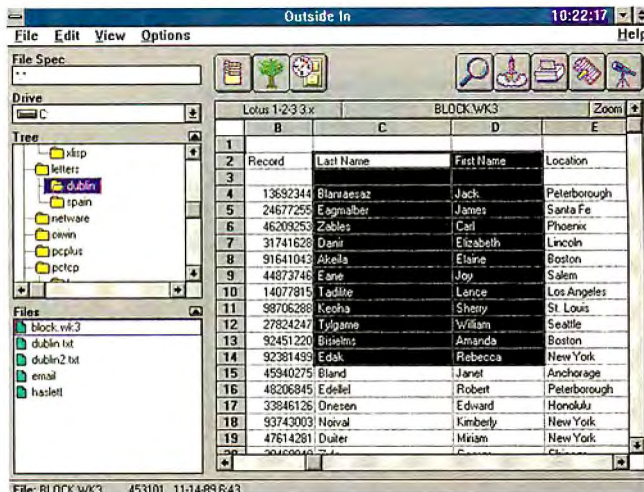 Outside In 10:22:17
File Edit View Options Help
File Spec
*.*
Drive
C
Tree
xlisp
letters
dublin
spain
netware
oiwin
pcplus
pctcp
Files
block.wk3
dublin.txt
dublin2.txt
email
haslett
Lotus 1-2-3 3.x BLOCK.WK3 Zoom
B C D E
1
2 Record Last Name First Name Location
3
4 13692344 Blanraesaz Jack Peterborough
5 24677255 Eagmalber James Santa Fe
6 46209253 Zables Carl Phoenix
7 31741628 Danir Elizabeth Lincoln
8 91641043 Akeila Elaine Boston
9 44873746 Eane Joy Salem
10 14077815 Tadilite Lance Los Angeles
11 98706288 Keoha Sherry St. Louis
12 27824247 Tylgame William Seattle
13 92451220 Bisielms Amanda Boston
14 92381499 Edak Rebecca New York
15 45940275 Bland Janet Anchorage
16 48206845 Edellel Robert Peterborough
17 33846126 Onesen Edward Honolulu
18 93743003 Noival Kimberly New York
19 47614281 Duiter Miriam New York
20
File: BLOCK.WK3 453101 11-14-89 6:43